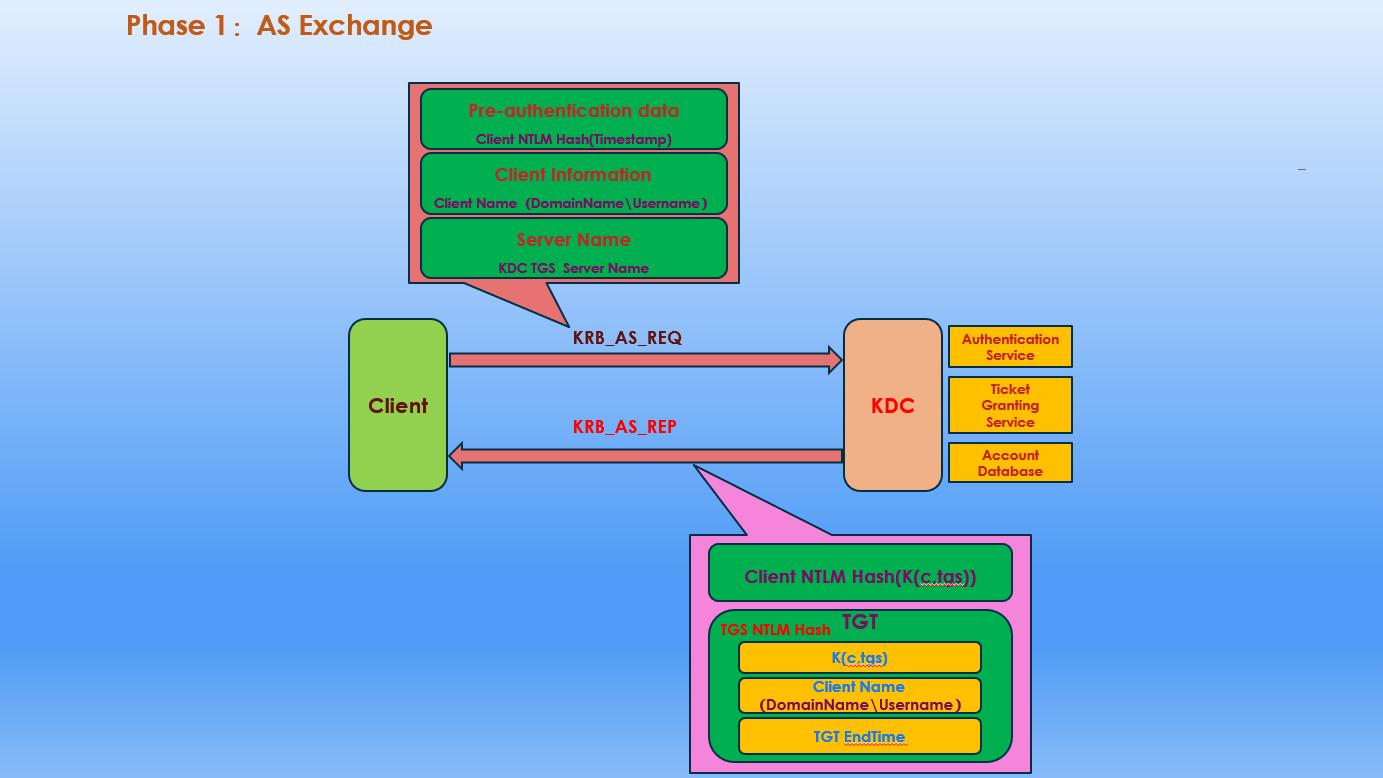 Phase 1： AS Exchange
Pre-authentication data
Client NTLM Hash(Timestamp)
Client Information
Client Name（DomainName\Username）
Server Name
KDC TGS Server Name
KRB_AS_REQ
Client
KDC
Authentication
Service
Ticket
Granting
Service
Account
Database
KRB_AS_REP
Client NTLM Hash(K(c.tgs))
TGT
TGS NTLM Hash
K(c.tgs)
Client Name
（DomainName\Username）
TGT EndTime